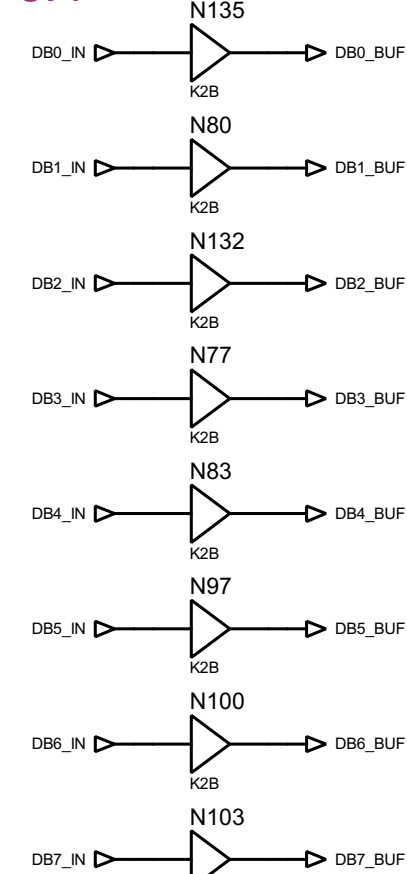 N135
DB0_IN DB0_BUF
K2B
N80
DB1_IN DB1_BUF
K2B
N132
DB2_IN DB2_BUF
K2B
N77
DB3_IN DB3_BUF
K2B
N83
DB4_IN DB4_BUF
K2B
N97
DB5_IN DB5_BUF
K2B
N100
DB6_IN DB6_BUF
K2B
N103
DB7_IN DB7_BUF